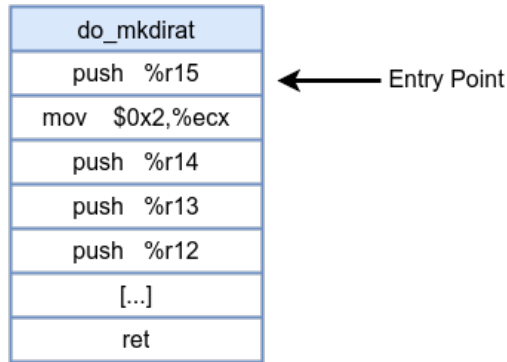 do_mkdirat
push %r15
Entry Point
mov $0x2,%ecx
push %r14
push %r13
push %r12
[...]
ret